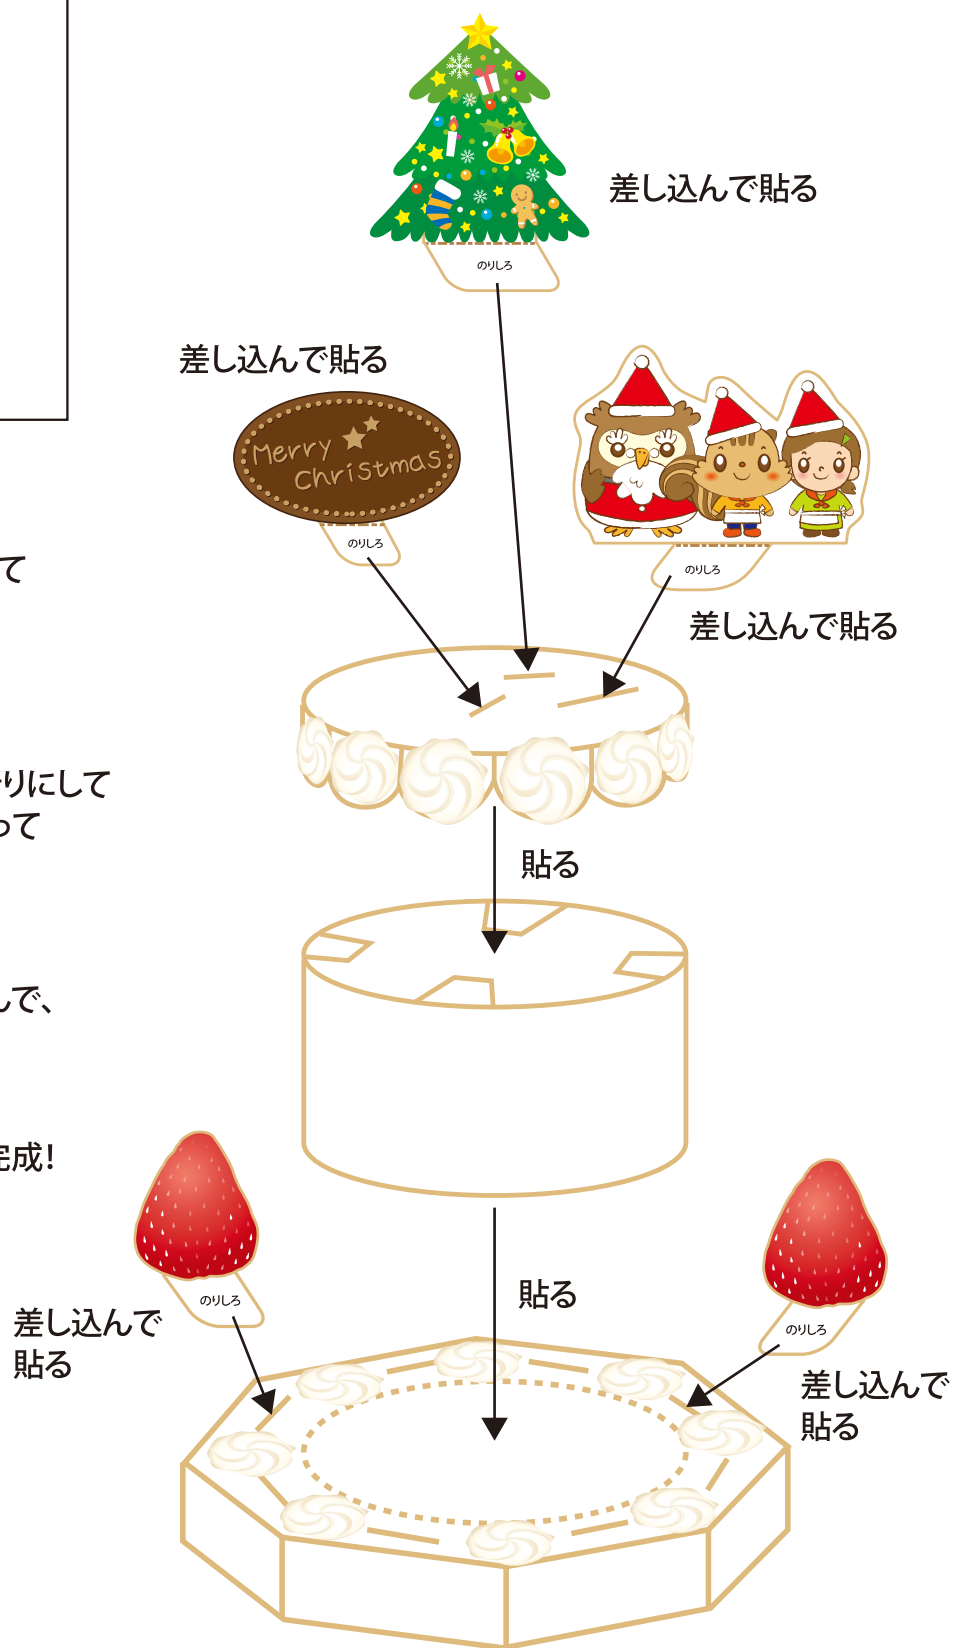 差し込んで貼る
のりしろ
差し込んで貼る
Merry
Christmas
のりしろ
のりしろ
差し込んで貼る
て
りにして
って
貼る
んで、
完成!
のりしろ
差し込んで
貼る
貼る
のりしろ
差し込んで
貼る